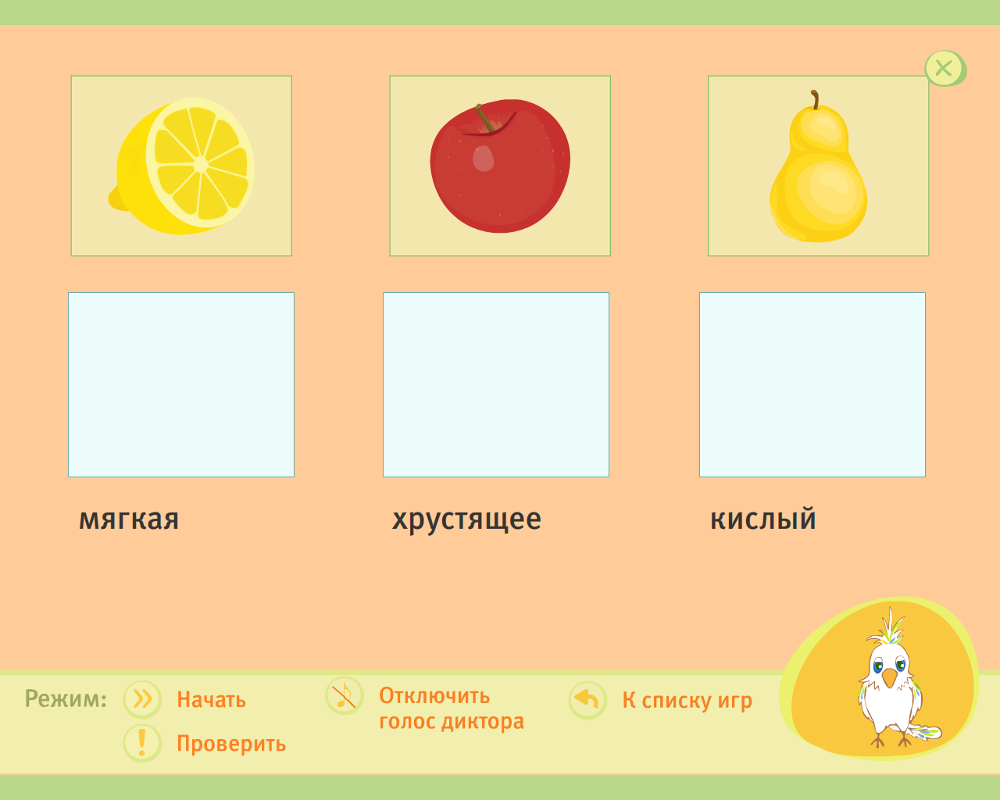 мягкая
хрустящее
кислый
Режим:
Начать
Проверить
Отключить
голос диктора
К списку игр